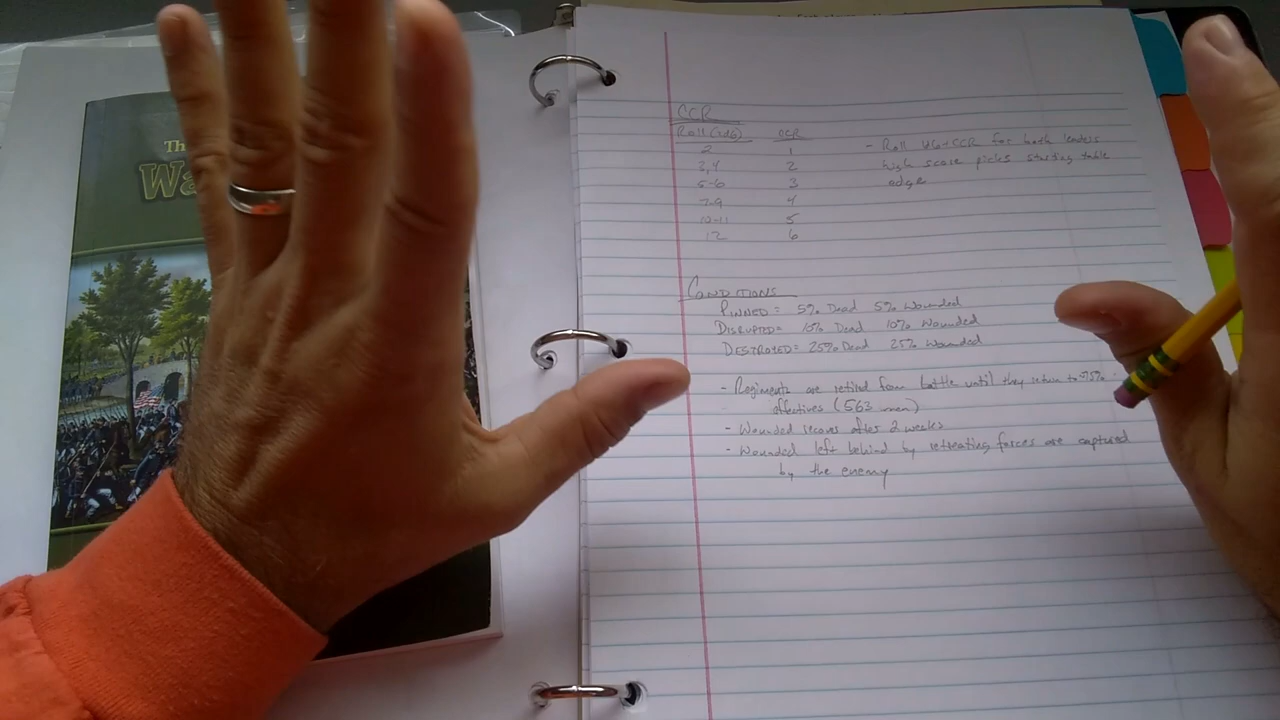 Th
Wa
CCR
Roll (2d6) CCR
2 1
3,4 2
5-6 3
7-9 4
10-11 5
12 6
- Roll 1d6+CCR for both leaders
high score picks starting table
edge
CONDITIONS
PINNED = 5% Dead 5% Wounded
DISRUPTED = 10% Dead 10% Wounded
DESTROYED = 25% Dead 25% Wounded
- Regiments are retired from battle until they return to 75%
effectives (563 men)
- Wounded recover after 2 weeks
- Wounded left behind by retreating forces are captured
by the enemy